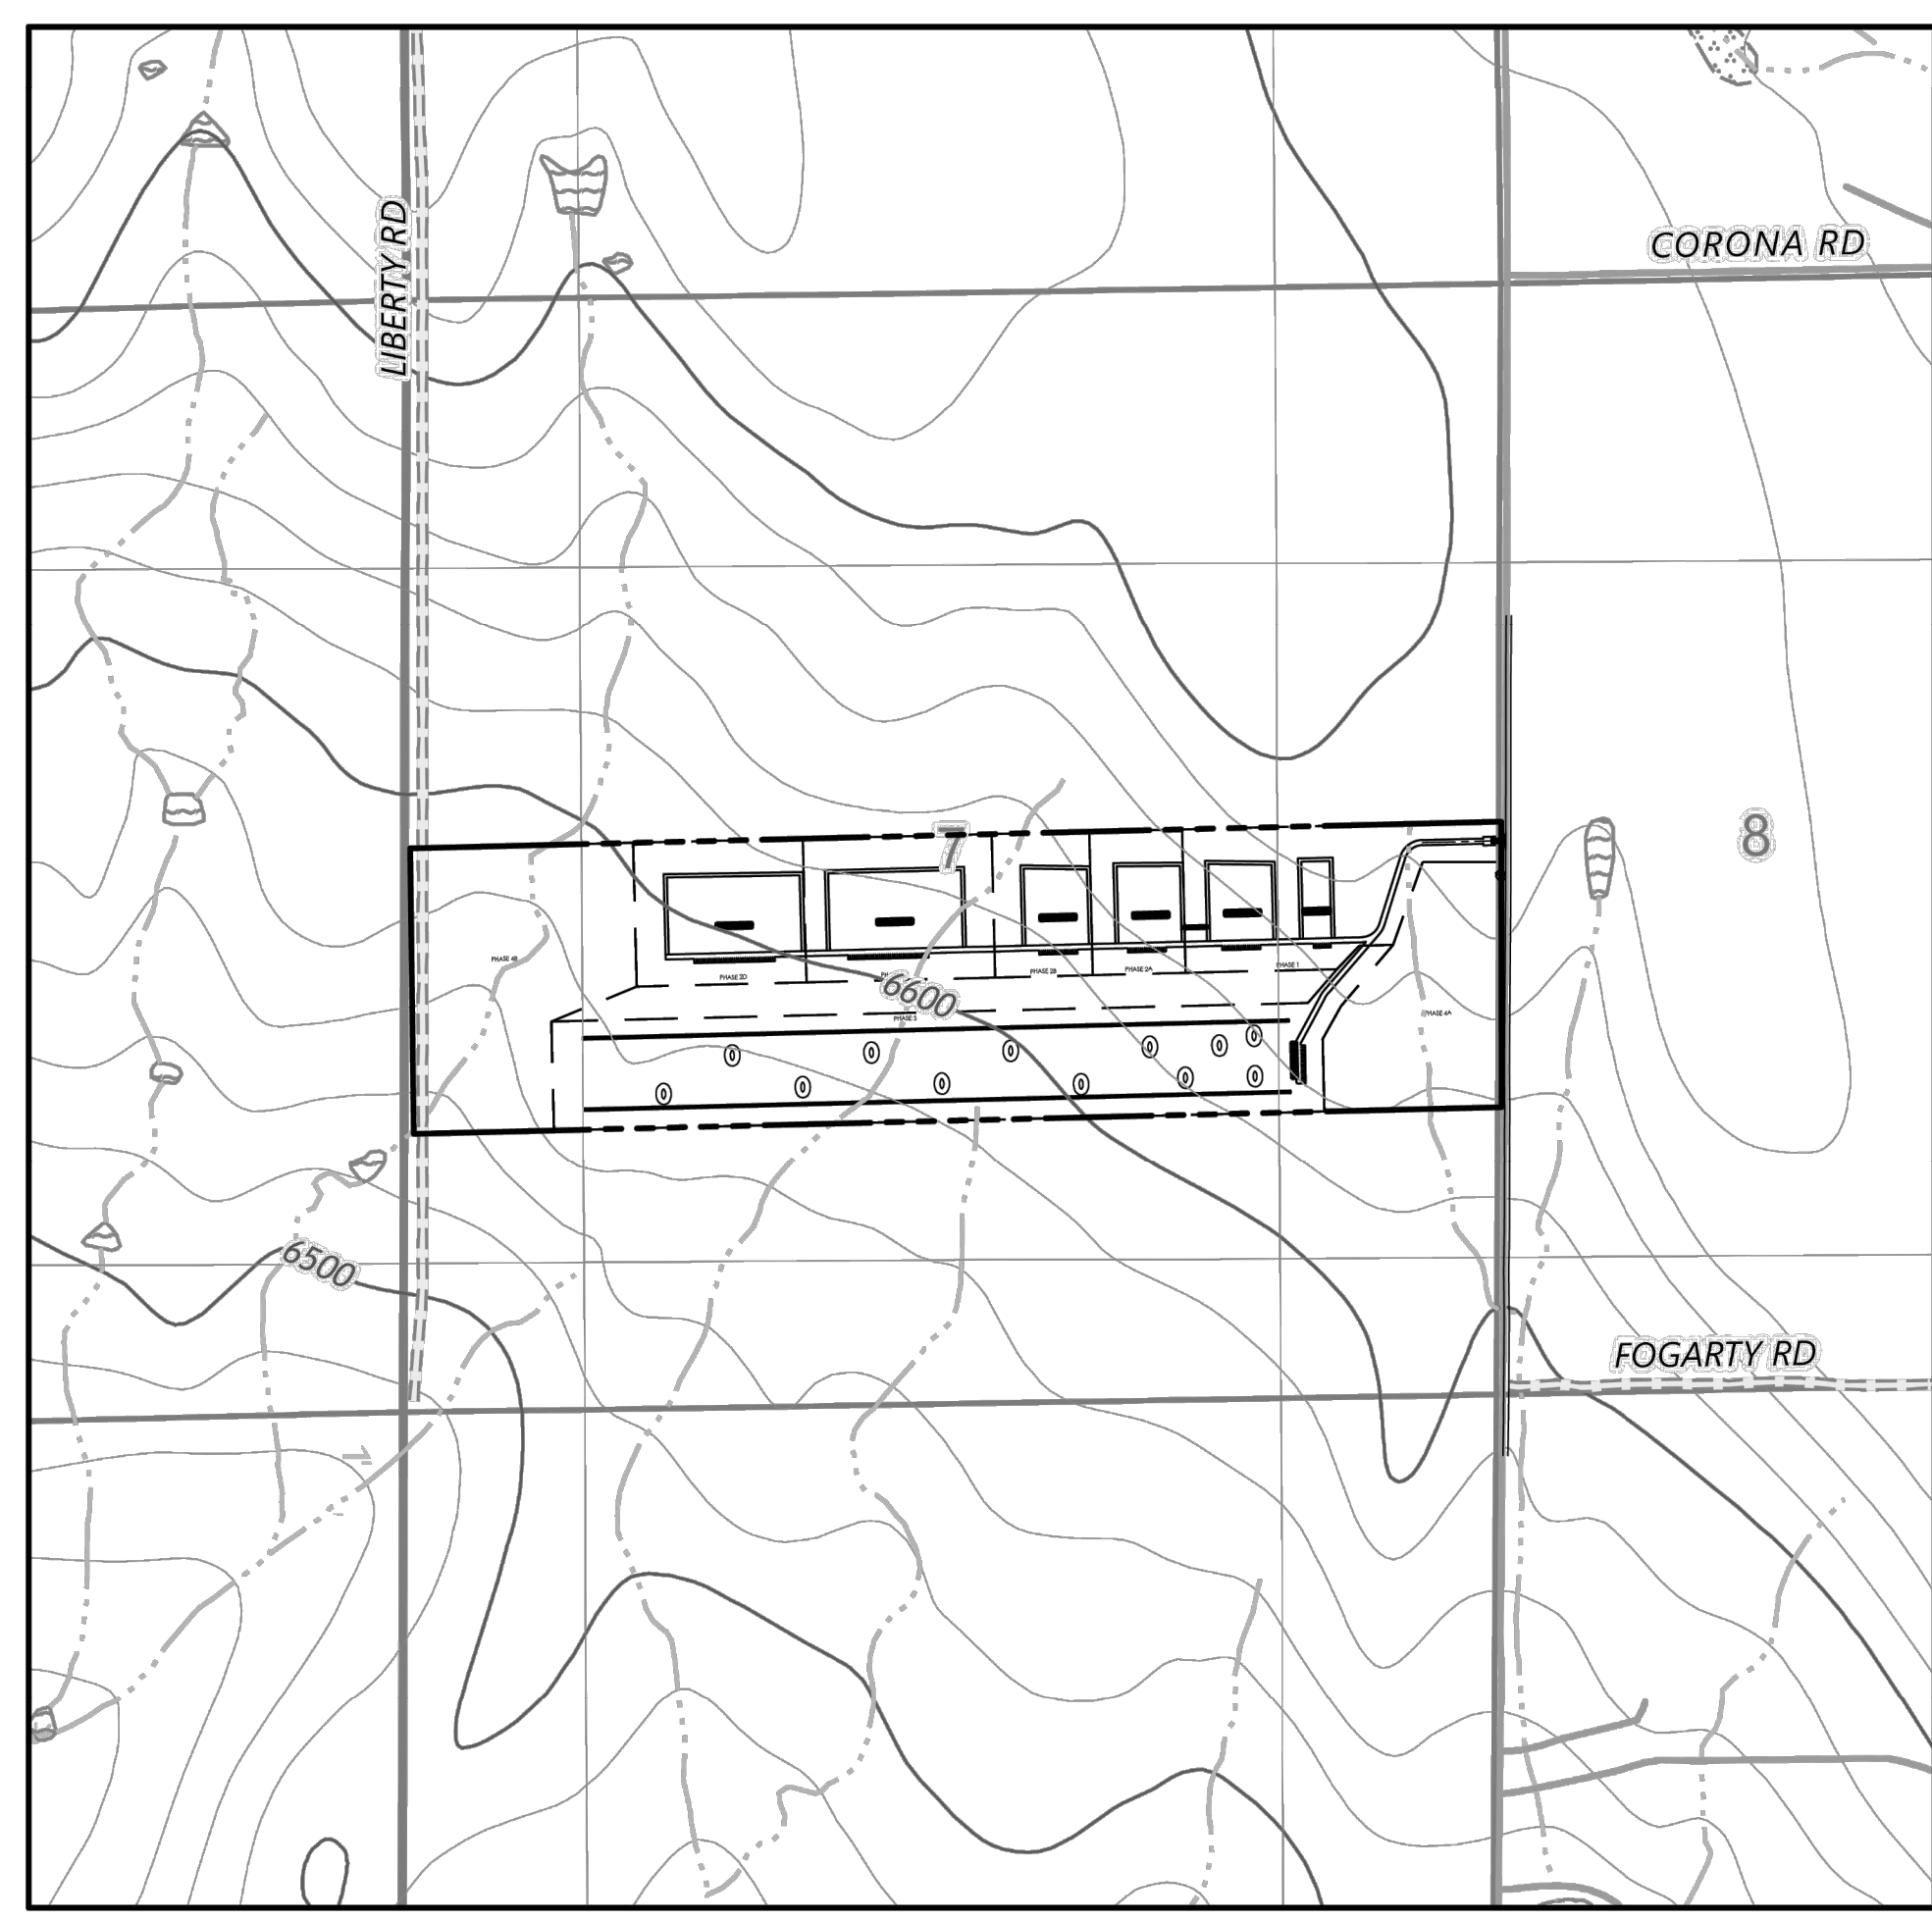 LIBERTY RD
CORONA RD
7
8
PHASE 4B
PHASE 2D
PHASE 2B
PHASE 2A
PHASE 1
6600
PHASE 3
PHASE 4A
6500
FOGARTY RD